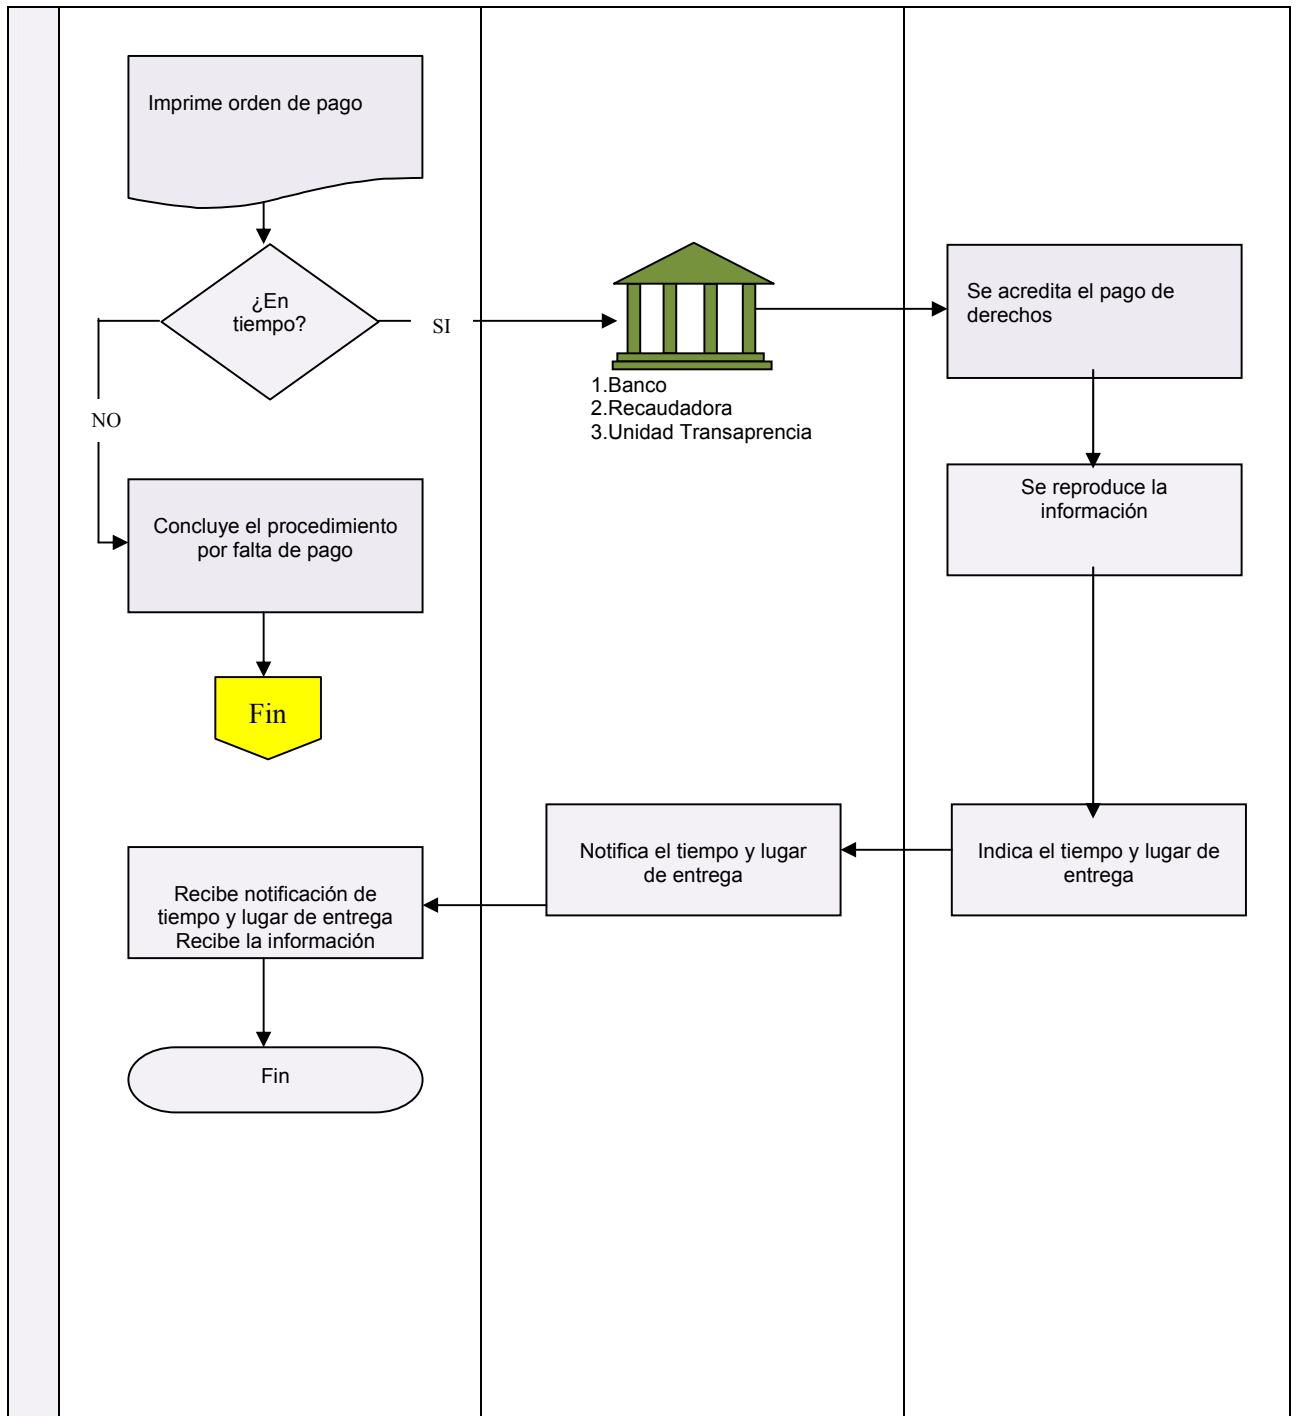 Imprime orden de pago
¿En
tiempo?
SI
NO
1.Banco
2.Recaudadora
3.Unidad Transaprencia
Se acredita el pago de
derechos
Se reproduce la
información
Concluye el procedimiento
por falta de pago
Fin
Indica el tiempo y lugar de
entrega
Notifica el tiempo y lugar
de entrega
Recibe notificación de
tiempo y lugar de entrega
Recibe la información
Fin